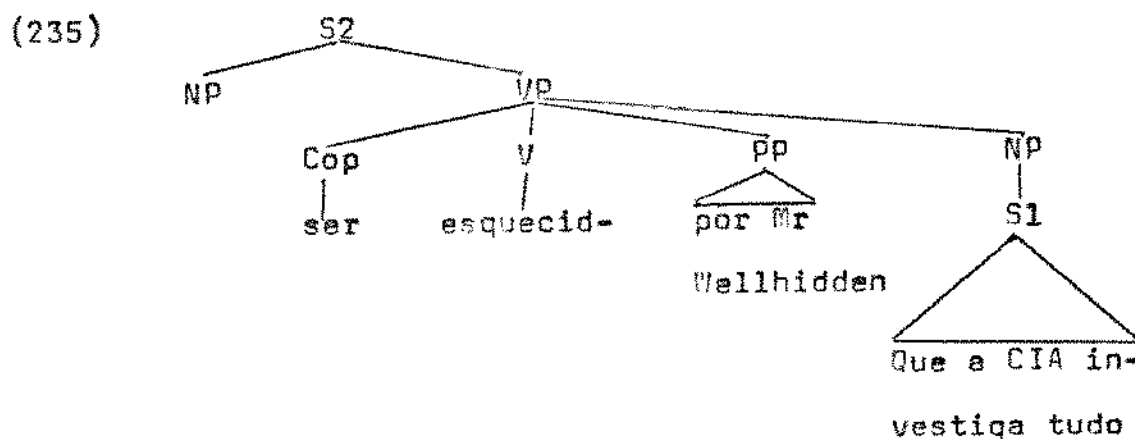 (235)
S2
NP VP
Cop V PP NP
ser esquecid- por Mr S1
Wellhidden
Que a CIA in-
vestiga tudo